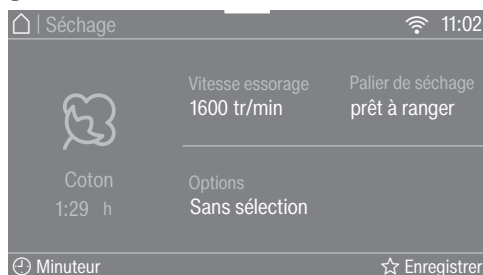 | Séchage
11:02
Vitesse essorage
1600 tr/min
Palier de séchage
prêt à ranger
Coton
1:29 h
Options
Sans sélection
Minuteur
Enregistrer